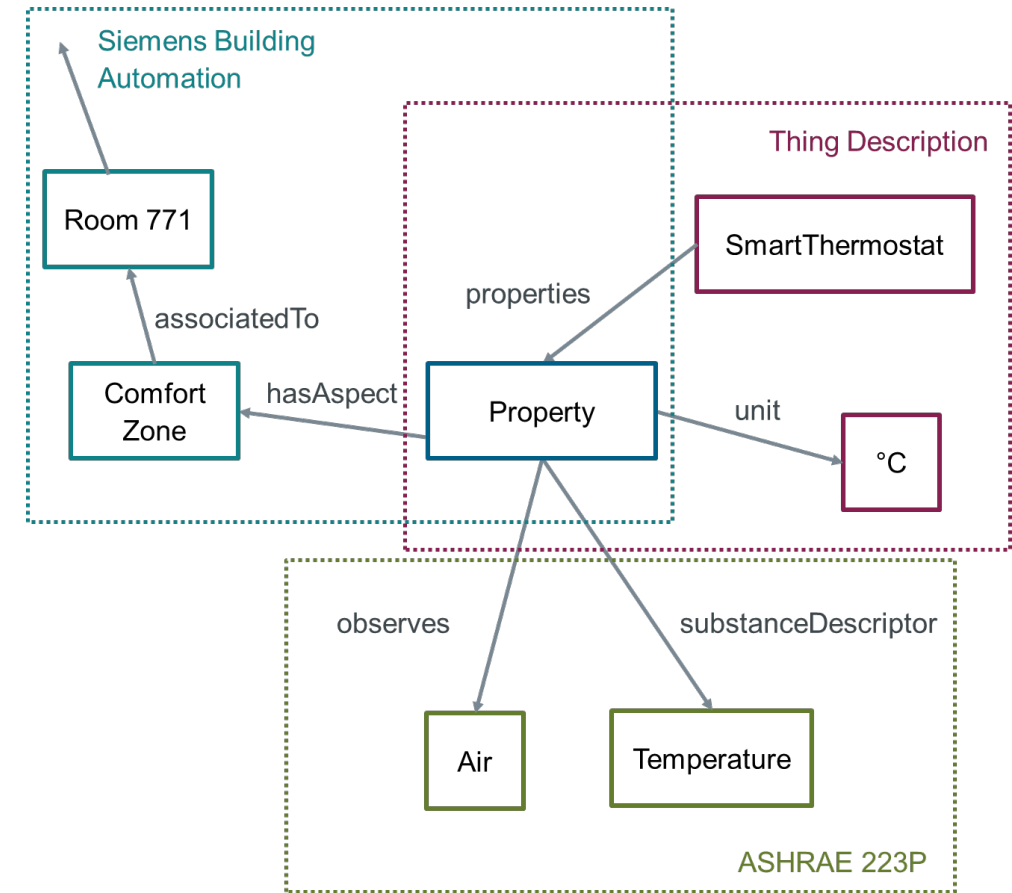 Siemens Building
Automation
Thing Description
Room 771
SmartThermostat
properties
associatedTo
Comfort
Zone
hasAspect
Property
unit
°C
observes
substanceDescriptor
Air
Temperature
ASHRAE 223P